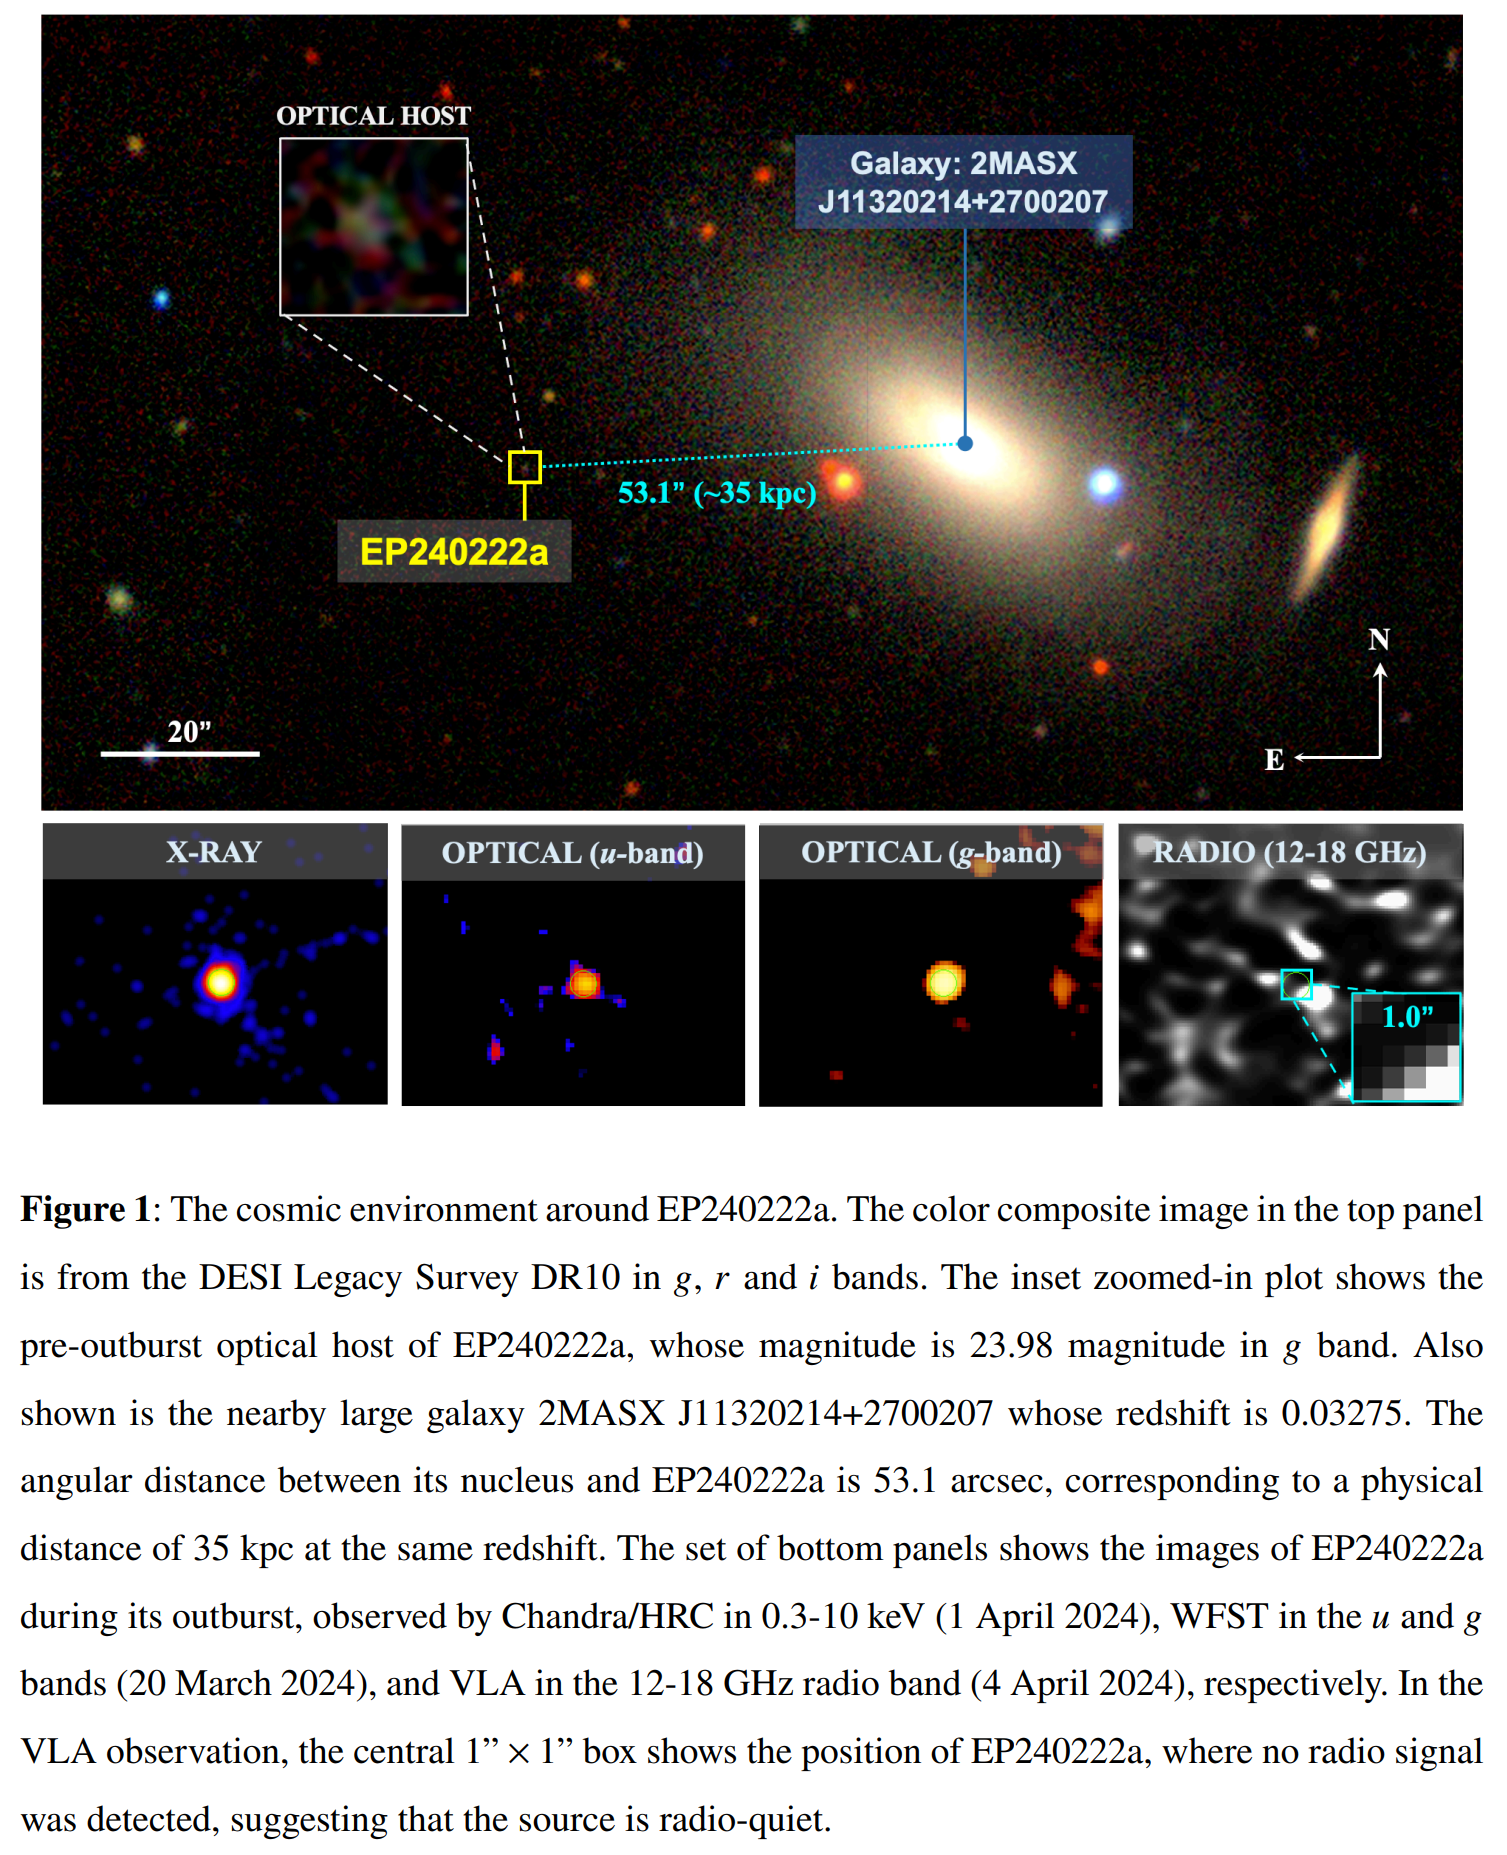 OPTICAL HOST
Galaxy: 2MASX
J11320214+2700207
53.1” (~35 kpc)
EP240222a
N
20”
E
X-RAY
OPTICAL (u-band)
OPTICAL (g-band)
RADIO (12-18 GHz)
1.0”
Figure 1: The cosmic environment around EP240222a. The color composite image in the top panel
is from the DESI Legacy Survey DR10 in g, r and i bands. The inset zoomed-in plot shows the
pre-outburst optical host of EP240222a, whose magnitude is 23.98 magnitude in g band. Also
shown is the nearby large galaxy 2MASX J11320214+2700207 whose redshift is 0.03275. The
angular distance between its nucleus and EP240222a is 53.1 arcsec, corresponding to a physical
distance of 35 kpc at the same redshift. The set of bottom panels shows the images of EP240222a
during its outburst, observed by Chandra/HRC in 0.3-10 keV (1 April 2024), WFST in the u and g
bands (20 March 2024), and VLA in the 12-18 GHz radio band (4 April 2024), respectively. In the
VLA observation, the central 1” × 1” box shows the position of EP240222a, where no radio signal
was detected, suggesting that the source is radio-quiet.